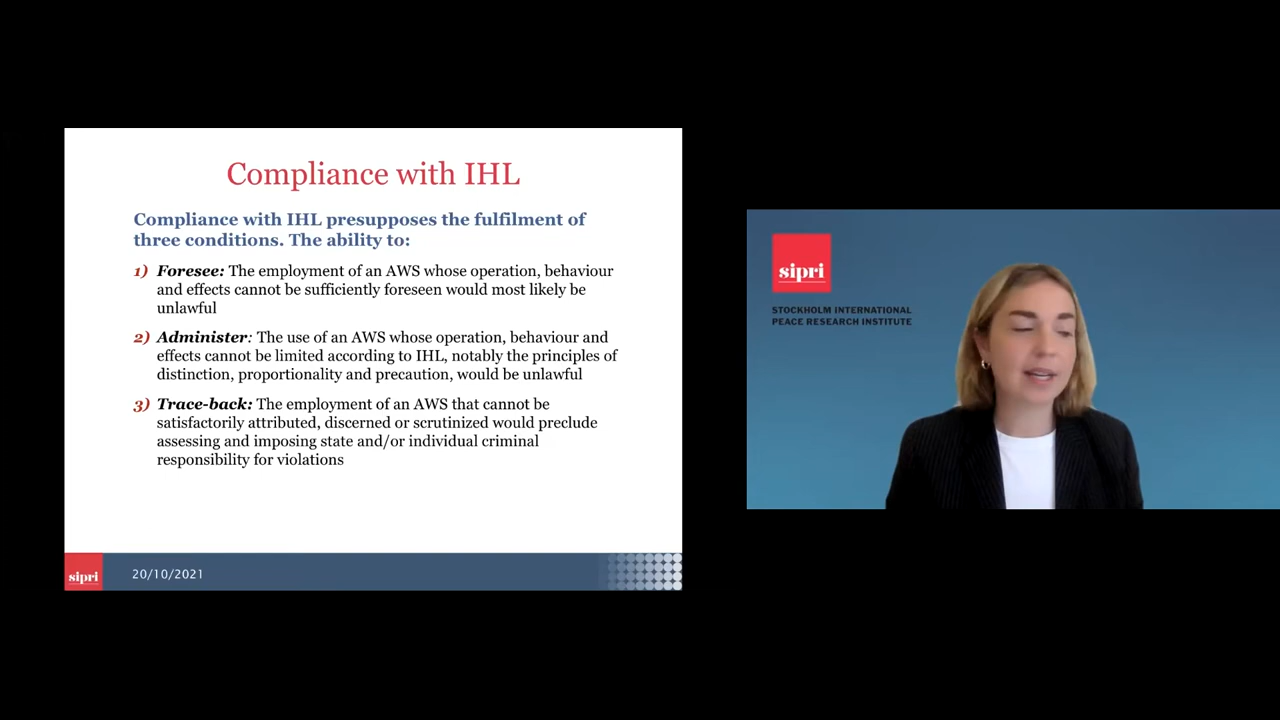 Compliance with IHL
Compliance with IHL presupposes the fulfilment of
three conditions. The ability to:
1) Foresee: The employment of an AWS whose operation, behaviour
and effects cannot be sufficiently foreseen would most likely be
unlawful
2) Administer: The use of an AWS whose operation, behaviour and
effects cannot be limited according to IHL, notably the principles of
distinction, proportionality and precaution, would be unlawful
3) Trace-back: The employment of an AWS that cannot be
satisfactorily attributed, discerned or scrutinized would preclude
assessing and imposing state and/or individual criminal
responsibility for violations
sipri
20/10/2021
sipri
STOCKHOLM INTERNATIONAL
PEACE RESEARCH INSTITUTE